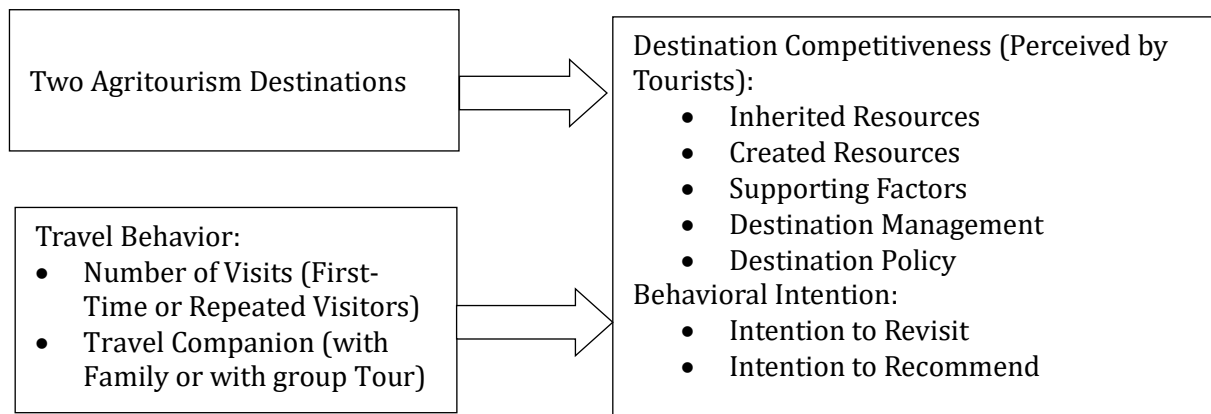 Two Agritourism Destinations
Travel Behavior:
• Number of Visits (First-
Time or Repeated Visitors)
• Travel Companion (with
Family or with group Tour)
Destination Competitiveness (Perceived by
Tourists):
• Inherited Resources
• Created Resources
• Supporting Factors
• Destination Management
• Destination Policy
Behavioral Intention:
• Intention to Revisit
• Intention to Recommend